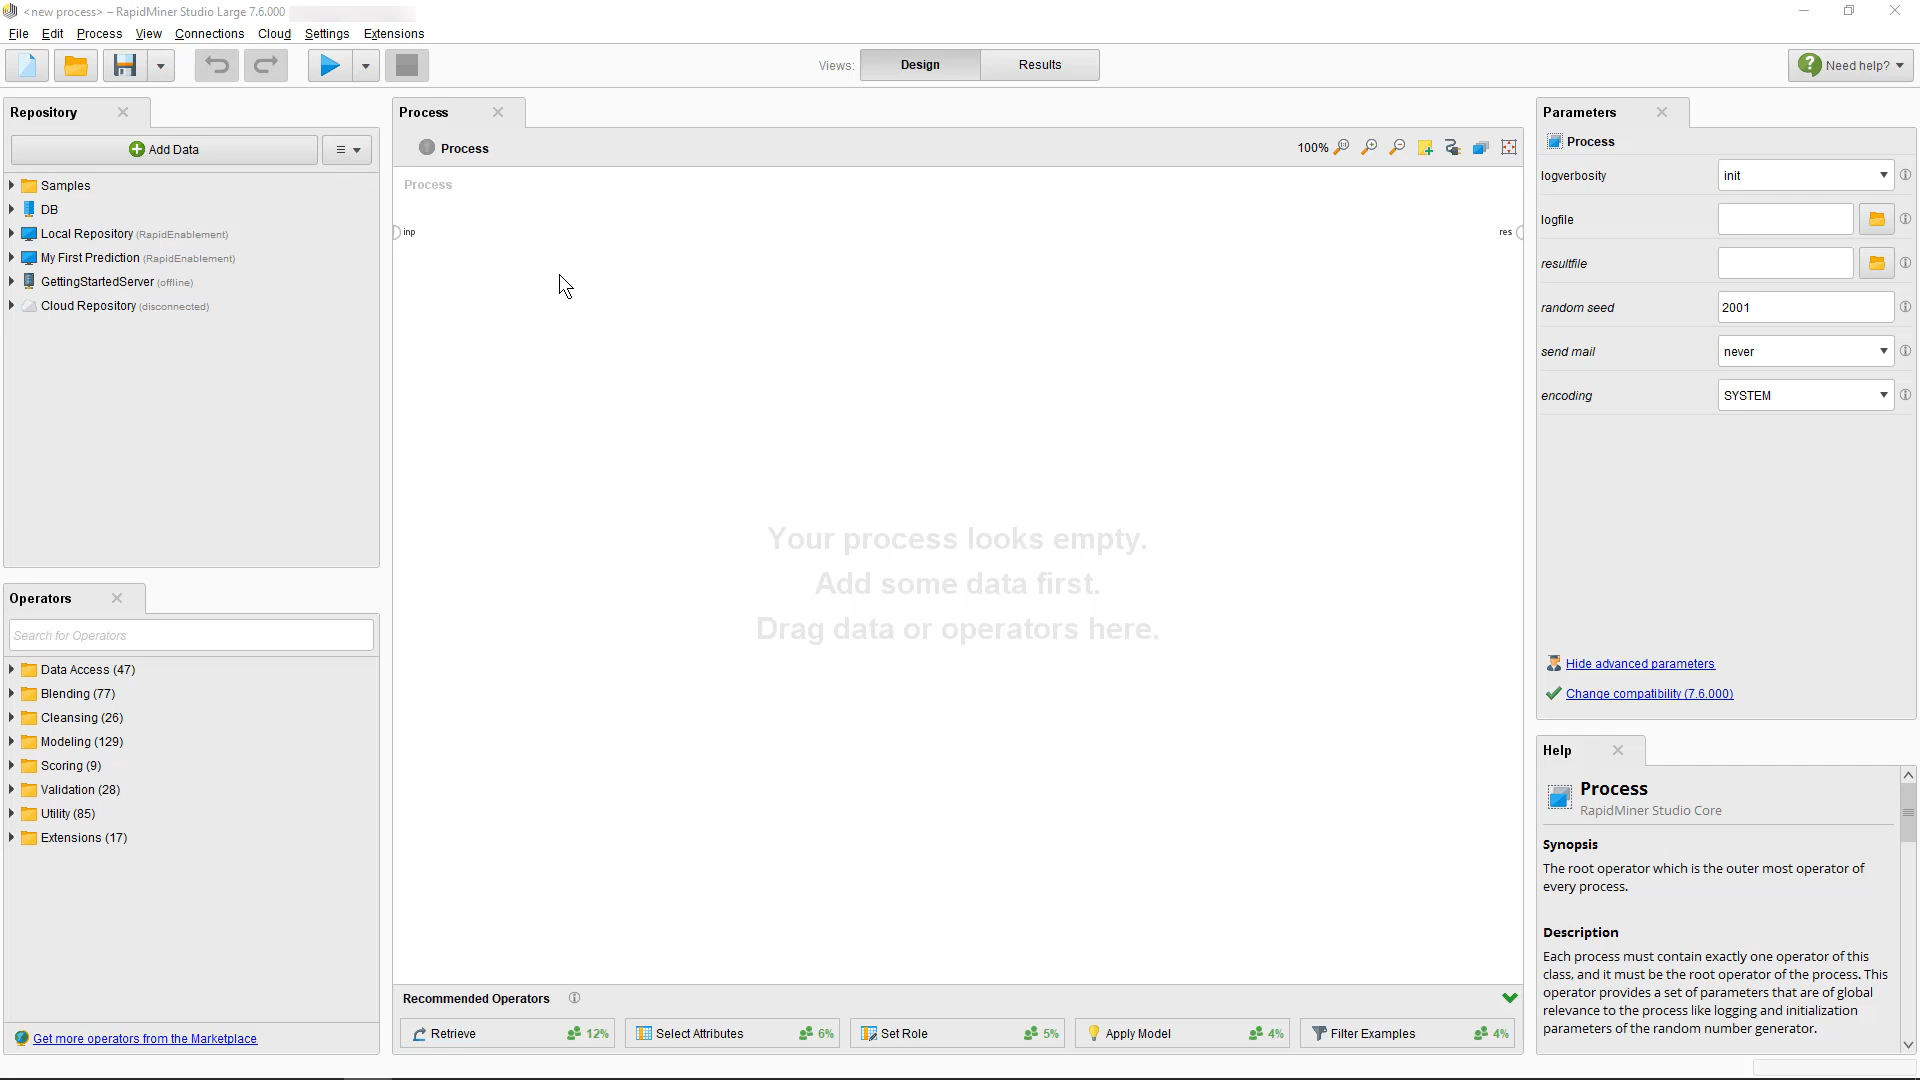 <new process> – RapidMiner Studio Large 7.6.000
File Edit Process View Connections Cloud Settings Extensions
Views: Design Results
Need help?
Repository
Add Data
Samples
DB
Local Repository (RapidEnablement)
My First Prediction (RapidEnablement)
GettingStartedServer (offline)
Cloud Repository (disconnected)
Operators
Search for Operators
Data Access (47)
Blending (77)
Cleansing (26)
Modeling (129)
Scoring (9)
Validation (28)
Utility (85)
Extensions (17)
Get more operators from the Marketplace
Process
Process
100%
Process
inp
res
Your process looks empty.
Add some data first.
Drag data or operators here.
Recommended Operators
Retrieve 12%
Select Attributes 6%
Set Role 5%
Apply Model 4%
Filter Examples 4%
Parameters
Process
logverbosity init
logfile
resultfile
random seed 2001
send mail never
encoding SYSTEM
Hide advanced parameters
Change compatibility (7.6.000)
Help
Process
RapidMiner Studio Core
Synopsis
The root operator which is the outer most operator of
every process.
Description
Each process must contain exactly one operator of this
class, and it must be the root operator of the process. This
operator provides a set of parameters that are of global
relevance to the process like logging and initialization
parameters of the random number generator.